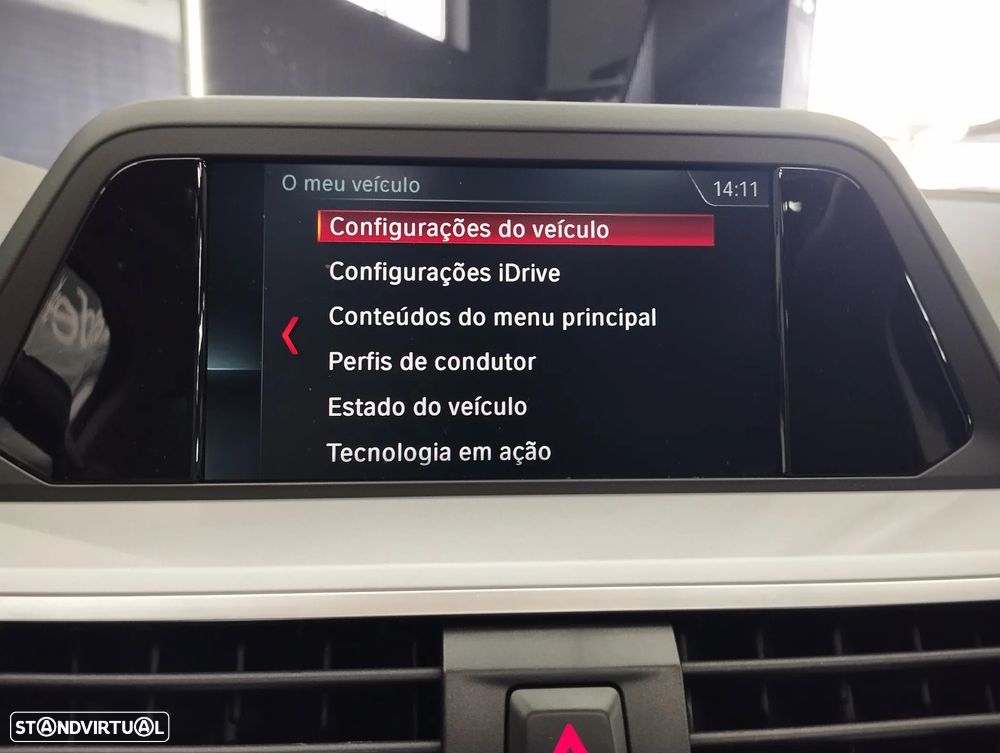 O meu veículo
14:11
Configurações do veículo
Configurações iDrive
Conteúdos do menu principal
Perfis de condutor
Estado do veículo
Tecnologia em ação
STANDVIRTUAL